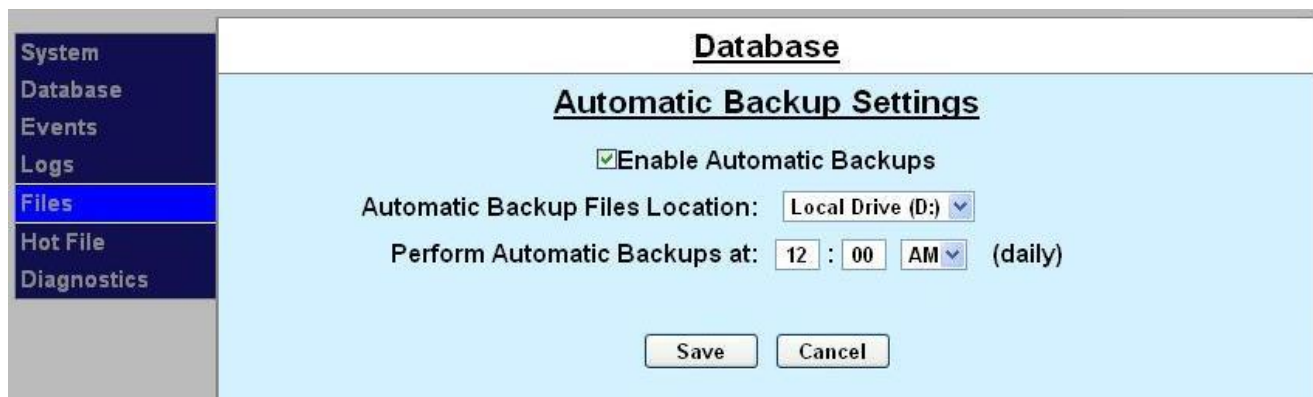 System
Database
Events
Logs
Files
Hot File
Diagnostics
Database
Automatic Backup Settings
Enable Automatic Backups
Automatic Backup Files Location: Local Drive (D:)
Perform Automatic Backups at: 12 : 00 AM (daily)
Save Cancel